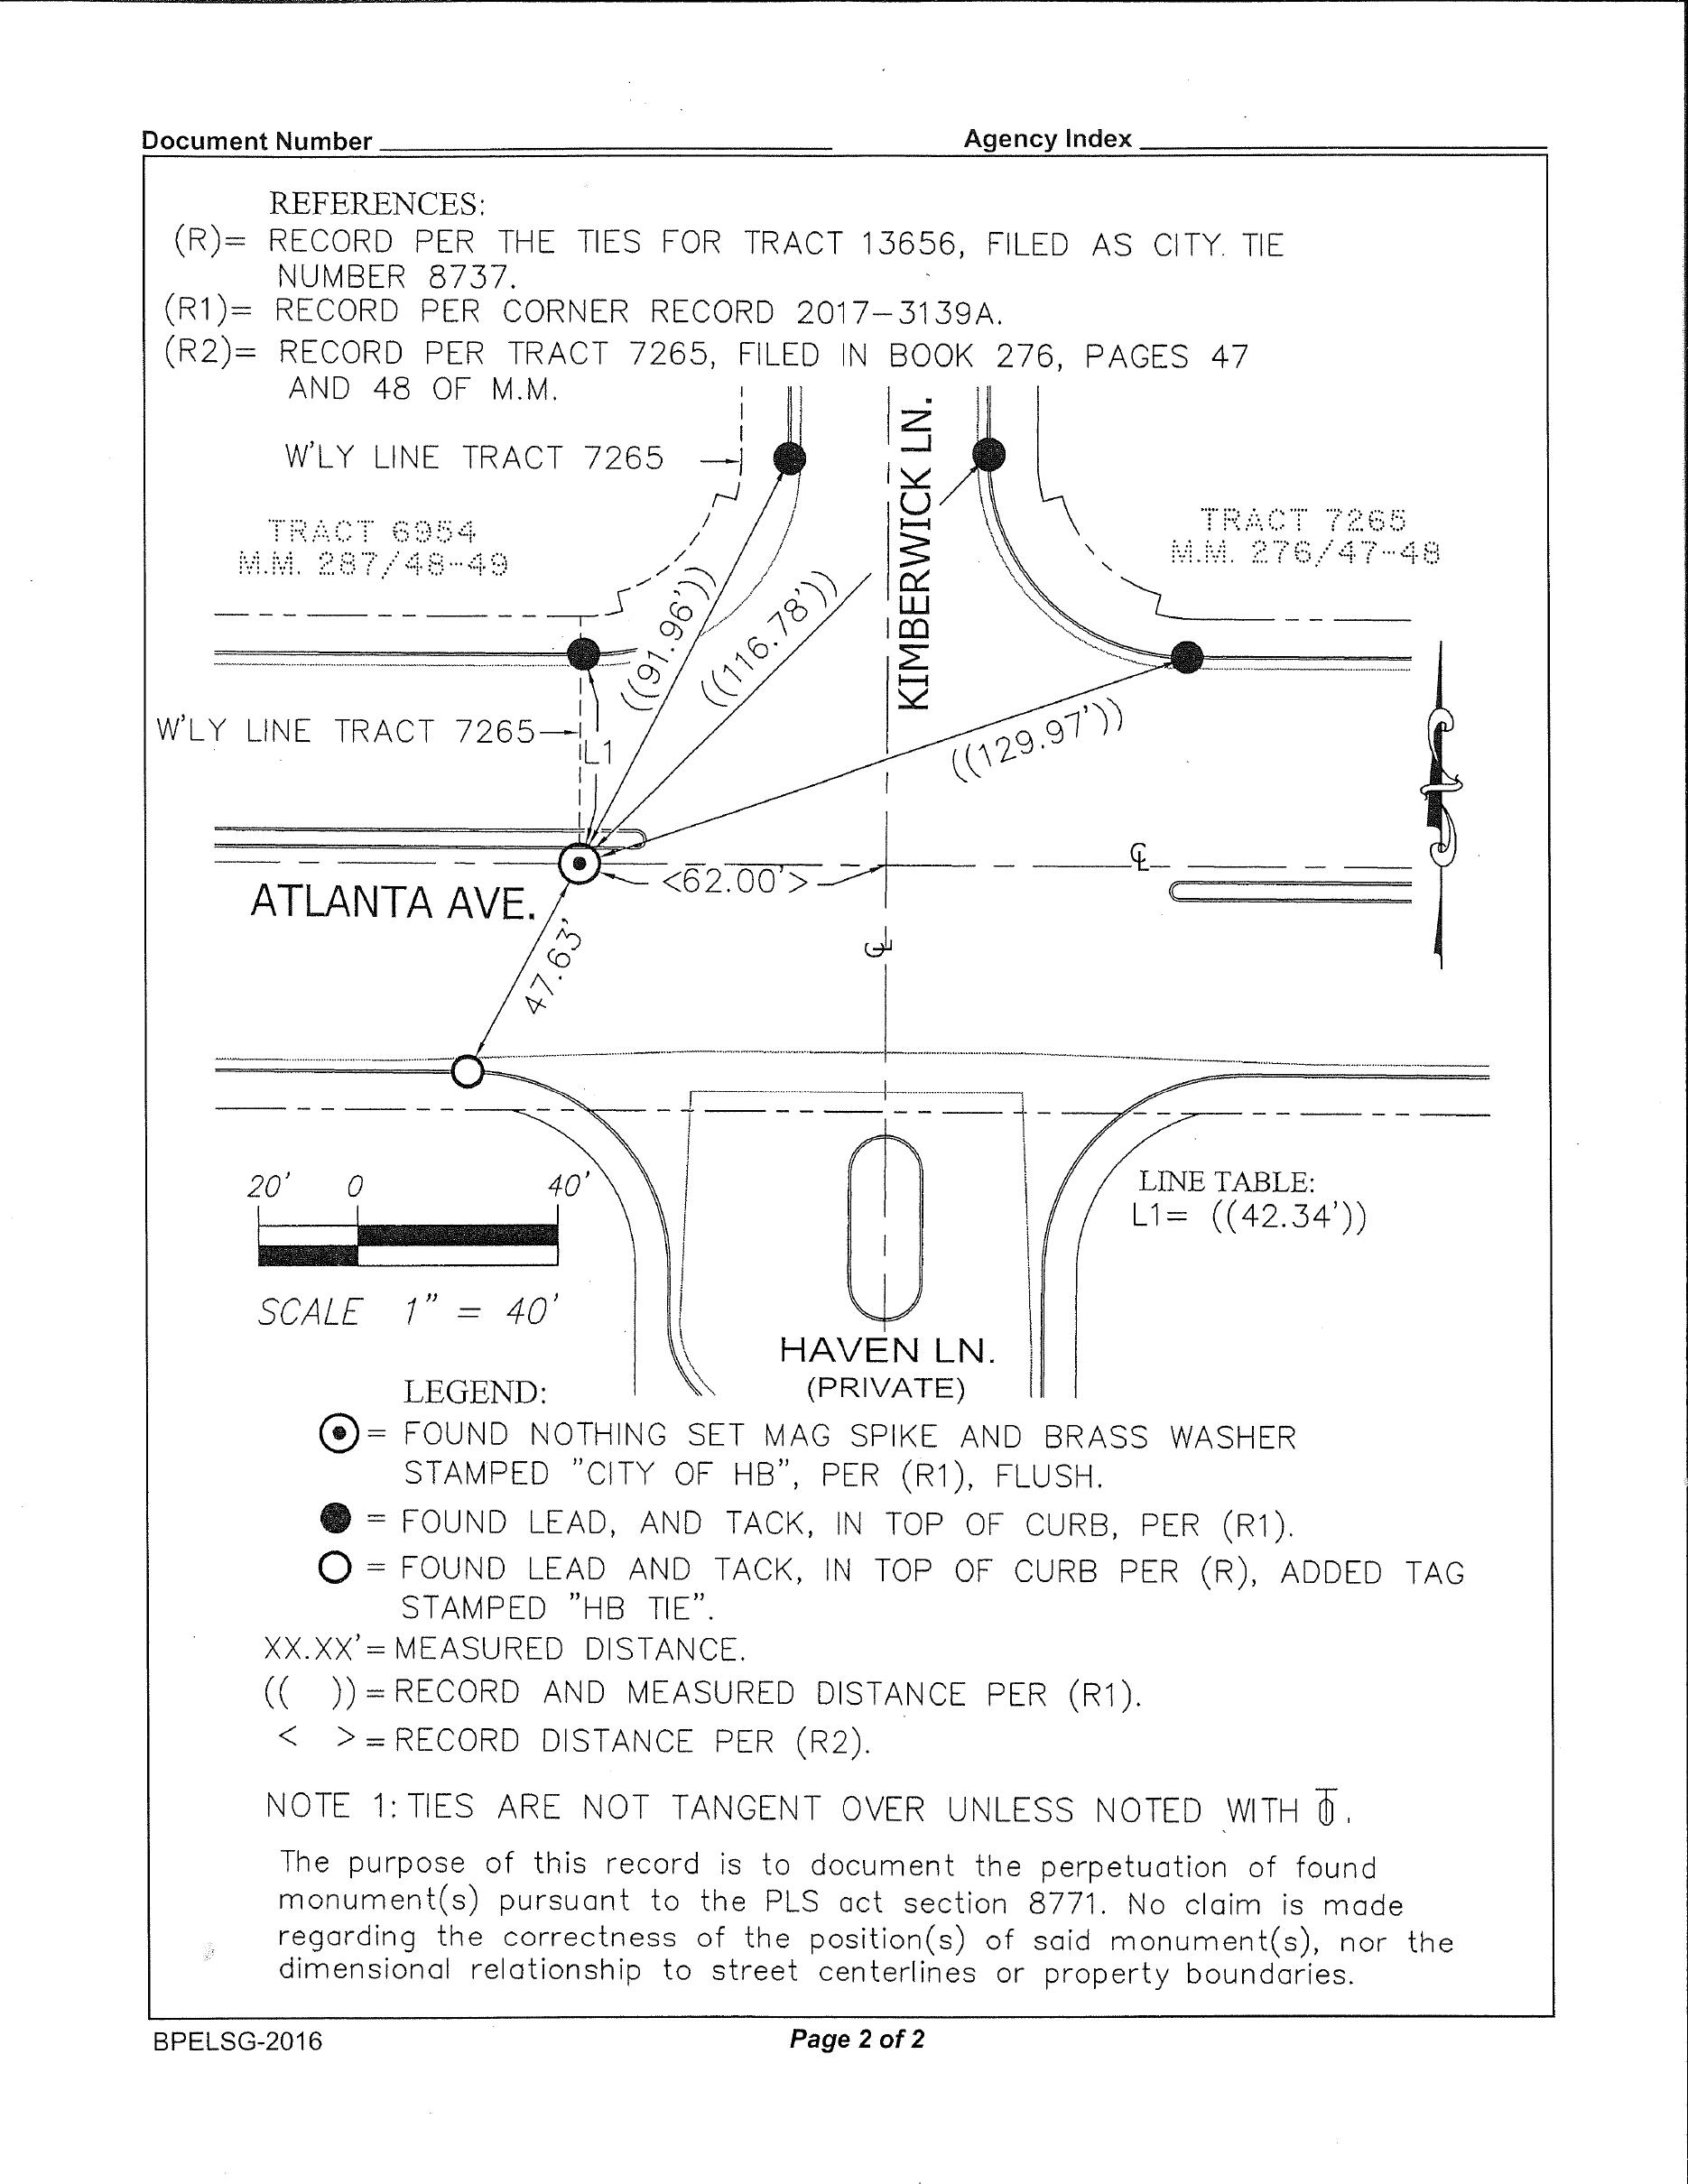 Document Number
Agency Index
REFERENCES:
(R)= RECORD PER THE TIES FOR TRACT 13656, FILED AS CITY. TIE
NUMBER 8737.
(R1)= RECORD PER CORNER RECORD 2017-3139A.
(R2)= RECORD PER TRACT 7265, FILED IN BOOK 276, PAGES 47
AND 48 OF M.M.
W'LY LINE TRACT 7265
KIMBERWICK LN.
TRACT 6954
M.M. 287/48-49
TRACT 7265
M.M. 276/47-48
((91.96'))
((116.78'))
((129.97'))
W'LY LINE TRACT 7265
L1
ATLANTA AVE.
<62.00'>
℄
℄
47.63'
20' 0 40'
SCALE 1" = 40'
LINE TABLE:
L1= ((42.34'))
HAVEN LN.
(PRIVATE)
LEGEND:
= FOUND NOTHING SET MAG SPIKE AND BRASS WASHER
STAMPED "CITY OF HB", PER (R1), FLUSH.
= FOUND LEAD, AND TACK, IN TOP OF CURB, PER (R1).
= FOUND LEAD AND TACK, IN TOP OF CURB PER (R), ADDED TAG
STAMPED "HB TIE".
XX.XX'= MEASURED DISTANCE.
(( ))= RECORD AND MEASURED DISTANCE PER (R1).
< >= RECORD DISTANCE PER (R2).
NOTE 1: TIES ARE NOT TANGENT OVER UNLESS NOTED WITH .
The purpose of this record is to document the perpetuation of found
monument(s) pursuant to the PLS act section 8771. No claim is made
regarding the correctness of the position(s) of said monument(s), nor the
dimensional relationship to street centerlines or property boundaries.
BPELSG-2016
Page 2 of 2